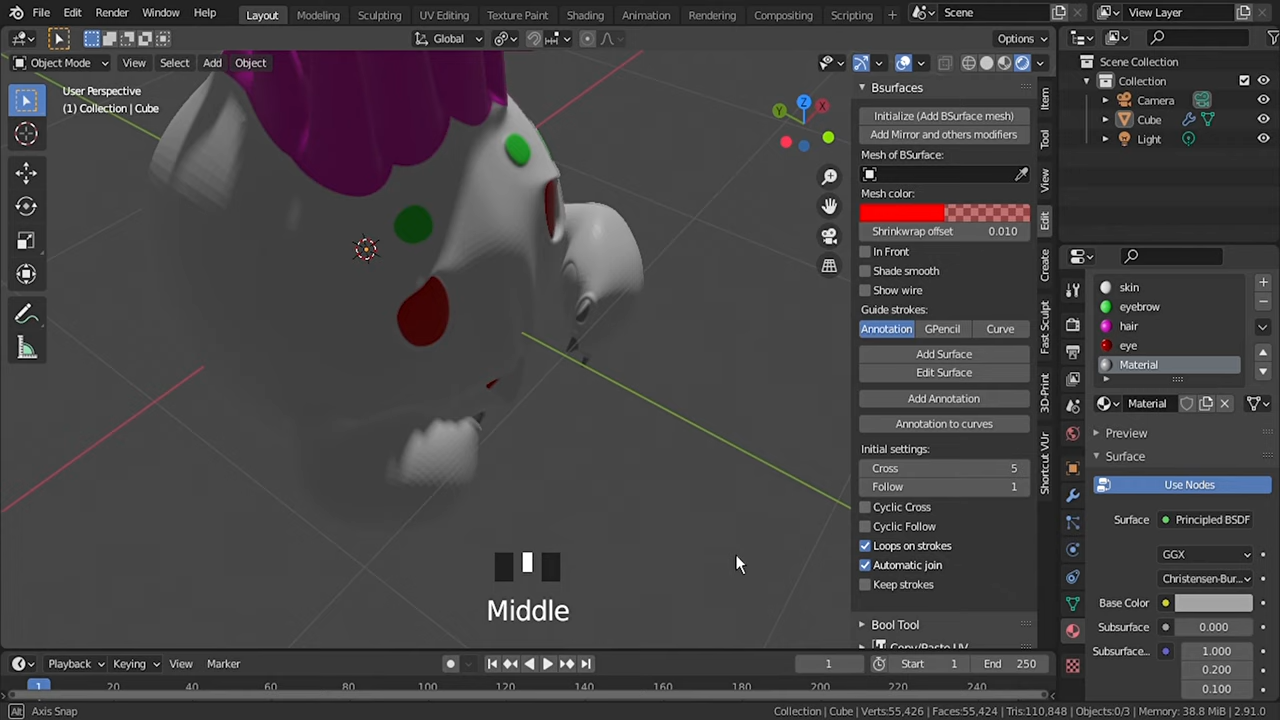 File Edit Render Window Help Layout Modeling Sculpting UV Editing Texture Paint Shading Animation Rendering Compositing Scripting + Scene View Layer
Global Options
Object Mode View Select Add Object
User Perspective
(1) Collection | Cube
Z
X
Y
Bsurfaces
Initialize (Add BSurface mesh)
Add Mirror and others modifiers
Mesh of BSurface:
Mesh color:
Shrinkwrap offset 0.010
In Front
Shade smooth
Show wire
Guide strokes:
Annotation GPencil Curve
Add Surface
Edit Surface
Add Annotation
Annotation to curves
Initial settings:
Cross 5
Follow 1
Cyclic Cross
Cyclic Follow
Loops on strokes
Automatic join
Keep strokes
Bool Tool
Copy/Paste UV
Item
Tool
View
Edit
Create
Fast Sculpt
3D-Print
Shortcut VUr
Scene Collection
Collection
Camera
Cube
Light
skin
eyebrow
hair
eye
Material
Material
Preview
Surface
Use Nodes
Surface Principled BSDF
GGX
Christensen-Bur...
Base Color
Subsurface 0.000
Subsurface... 1.000
0.200
0.100
Middle
Playback Keying View Marker 1 Start 1 End 250
1 20 40 60 80 100 120 140 160 180 200 220 240
Alt Axis Snap Collection | Cube | Verts:55,426 | Faces:55,424 | Tris:110,848 | Objects:0/3 | Memory: 38.8 MiB | 2.91.0